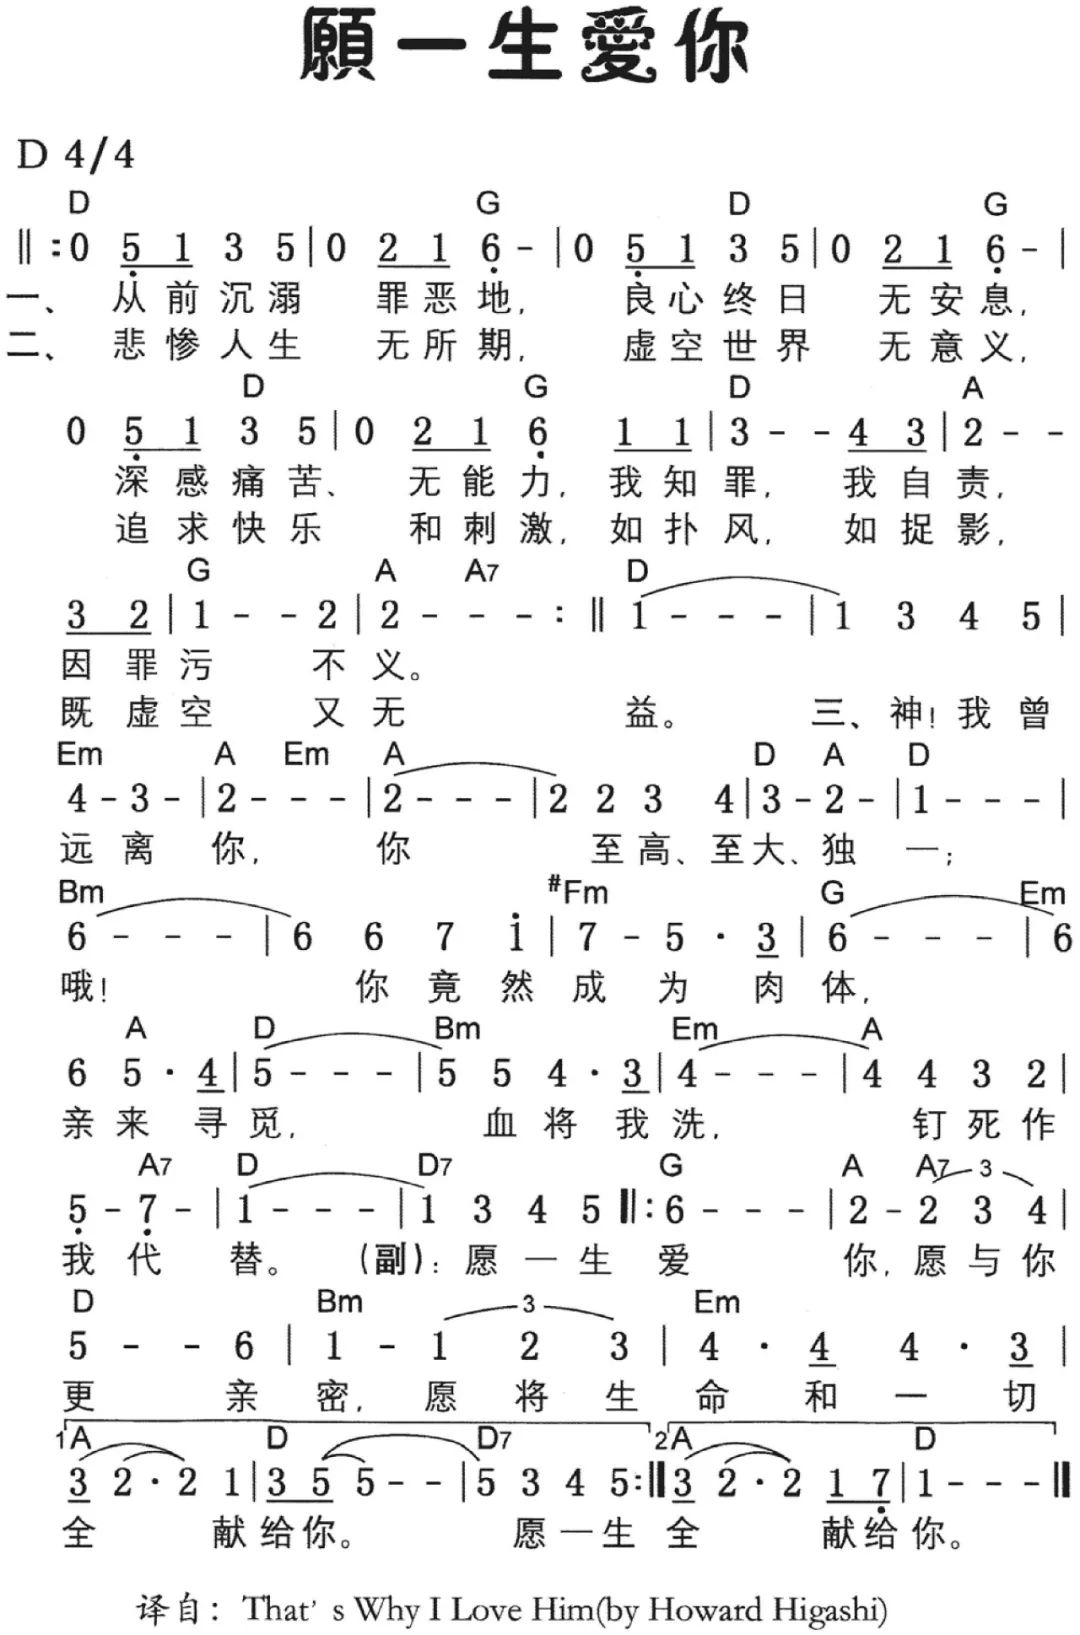 願一生愛你
D 4/4
D G D G
‖: 0 5 1 3 5 | 0 2 1 6 - | 0 5 1 3 5 | 0 2 1 6 - |
一、 从前沉溺 罪恶地, 良心终日 无安息,
二、 悲惨人生 无所期, 虚空世界 无意义,
D G D A
0 5 1 3 5 | 0 2 1 6 1 1 | 3 - - 4 3 | 2 - -
深感痛苦、 无能力, 我知罪, 我自责,
追求快乐 和刺激, 如扑风, 如捉影,
G A A7 D
3 2 | 1 - - 2 | 2 - - - :‖ 1 - - - | 1 3 4 5 |
因罪污 不义。
既虚空 又无 益。 三、神! 我曾
Em A Em A D A D
4 - 3 - | 2 - - - | 2 - - - | 2 2 3 4 | 3 - 2 - | 1 - - - |
远离你, 你 至高、至大、独一;
Bm #Fm G Em
6 - - - | 6 6 7 i | 7 - 5 · 3 | 6 - - - | 6
哦! 你竟然成为肉体,
A D Bm Em A
6 5 · 4 | 5 - - - | 5 5 4 · 3 | 4 - - - | 4 4 3 2 |
亲来寻觅, 血将我洗, 钉死作
A7 D D7 G A A7 3
5 - 7 - | 1 - - - | 1 3 4 5 ‖: 6 - - - | 2 - 2 3 4 |
我代替。 (副): 愿一生爱 你, 愿与你
D Bm 3 Em
5 - - 6 | 1 - 1 2 3 | 4 · 4 4 · 3 |
更亲密, 愿将生命和一切
1 A D D7 2 A D
3 2 · 2 1 | 3 5 5 - - | 5 3 4 5 :‖ 3 2 · 2 1 7 | 1 - - - ‖
全 献给你。 愿一生全 献给你。
译自: That's Why I Love Him(by Howard Higashi)